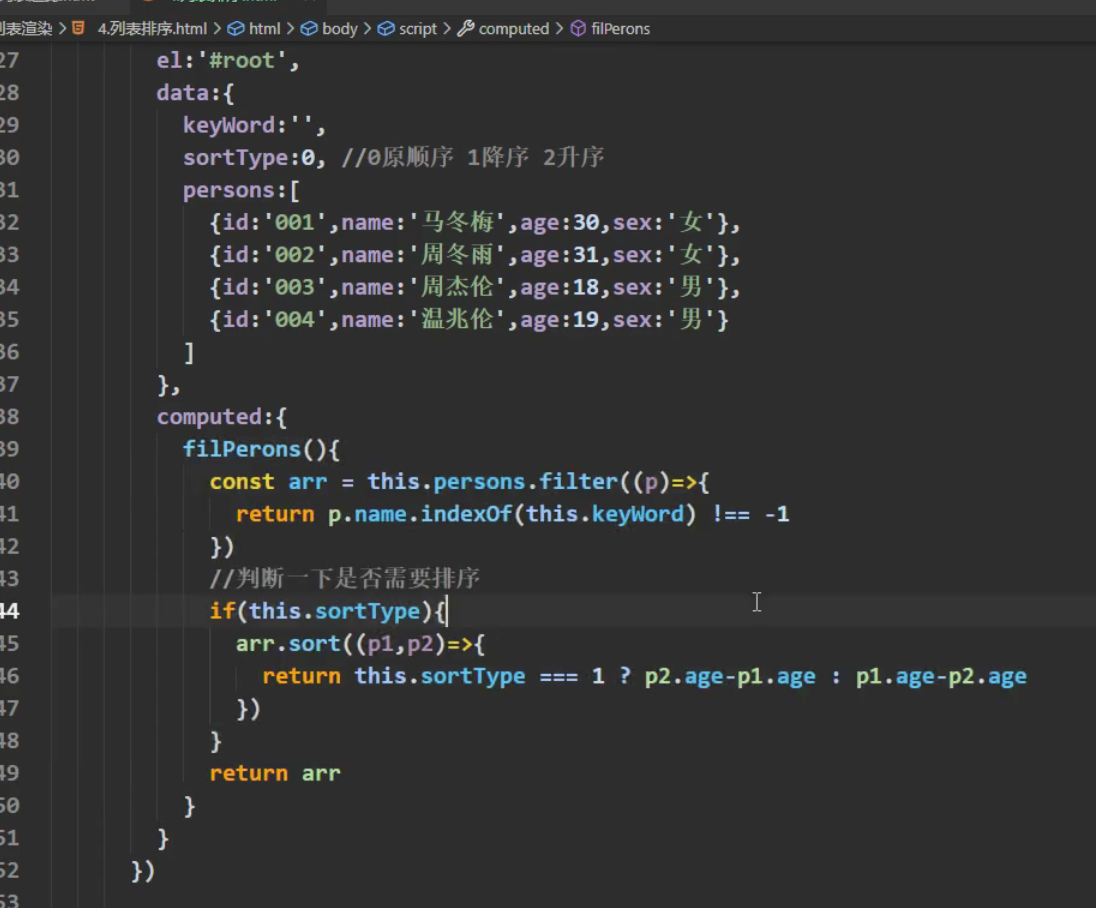 列表渲染 > 4.列表排序.html > html > body > script > computed > filPerons
27 el:'#root',
28 data:{
29 keyWord:'',
30 sortType:0, //0原顺序 1降序 2升序
31 persons:[
32 {id:'001',name:'马冬梅',age:30,sex:'女'},
33 {id:'002',name:'周冬雨',age:31,sex:'女'},
34 {id:'003',name:'周杰伦',age:18,sex:'男'},
35 {id:'004',name:'温兆伦',age:19,sex:'男'}
36 ]
37 },
38 computed:{
39 filPerons(){
40 const arr = this.persons.filter((p)=>{
41 return p.name.indexOf(this.keyWord) !== -1
42 })
43 //判断一下是否需要排序
44 if(this.sortType){
45 arr.sort((p1,p2)=>{
46 return this.sortType === 1 ? p2.age-p1.age : p1.age-p2.age
47 })
48 }
49 return arr
50 }
51 }
52 })
53